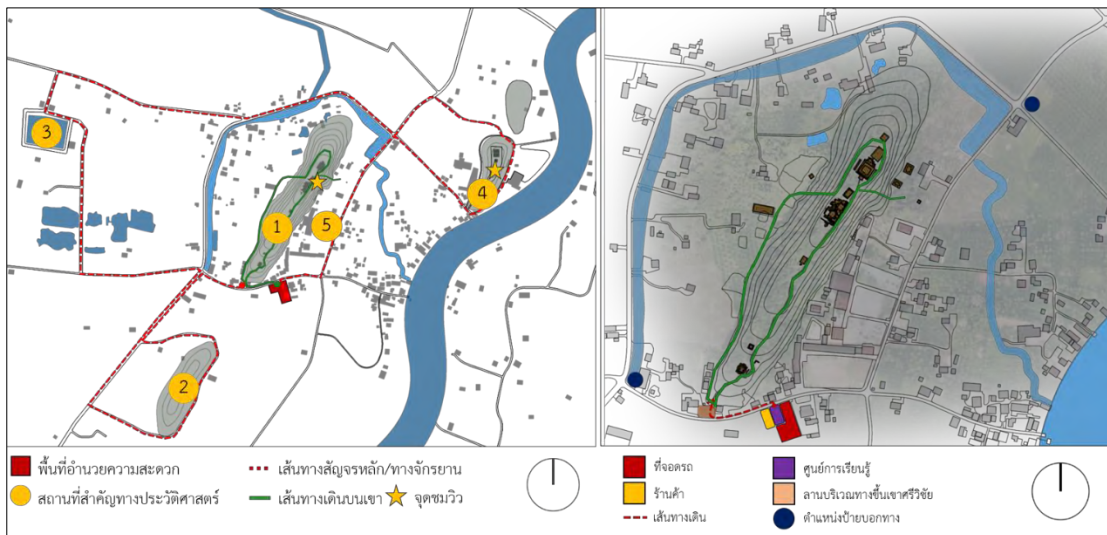 3
1
5
4
2
พื้นที่อำนวยความสะดวก
เส้นทางสัญจรหลัก/ทางจักรยาน
สถานที่สำคัญทางประวัติศาสตร์
เส้นทางเดินบนเขา
จุดชมวิว
ที่จอดรถ
ศูนย์การเรียนรู้
ร้านค้า
ลานบริเวณทางขึ้นเขาศรีวิชัย
เส้นทางเดิน
ตำแหน่งป้ายบอกทาง